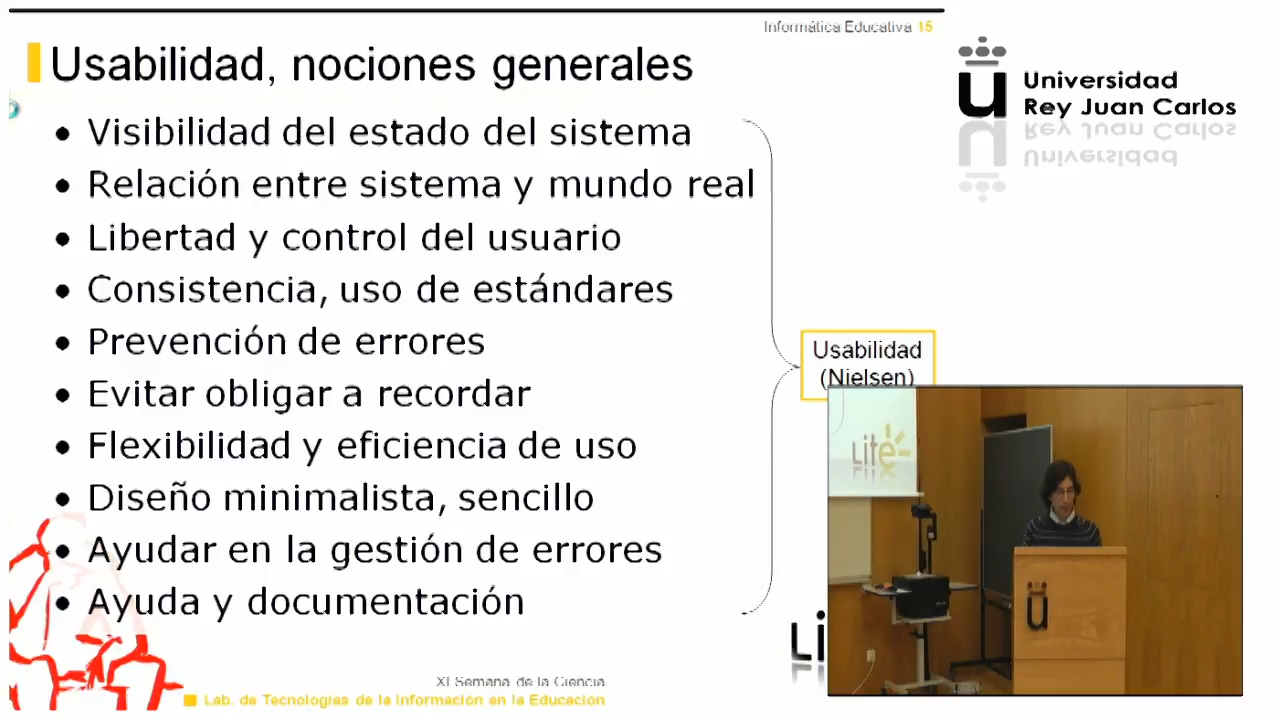 Informática Educativa 15
Usabilidad, nociones generales
• Visibilidad del estado del sistema
• Relación entre sistema y mundo real
• Libertad y control del usuario
• Consistencia, uso de estándares
• Prevención de errores
• Evitar obligar a recordar
• Flexibilidad y eficiencia de uso
• Diseño minimalista, sencillo
• Ayudar en la gestión de errores
• Ayuda y documentación
Usabilidad
(Nielsen)
XI Semana de la Ciencia
Lab. de Tecnologías de la Información en la Educación
u
Universidad
Rey Juan Carlos
Lite
u
Li